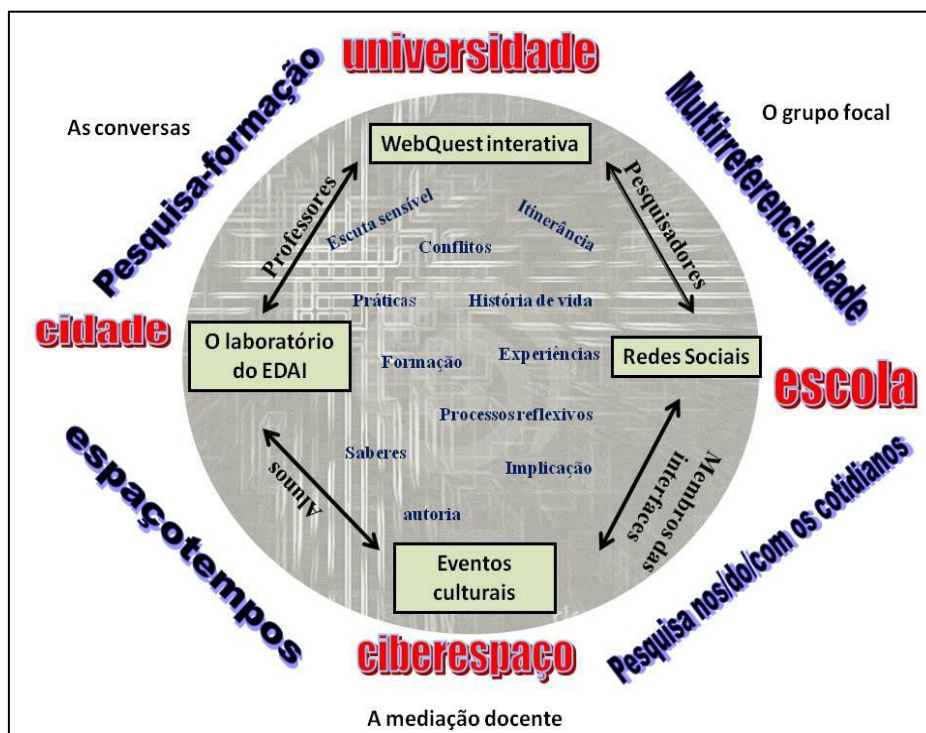 universidade
Pesquisa-formação
Multirreferencialidade
As conversas
O grupo focal
WebQuest interativa
Professores
Pesquisadores
Escuta sensível
Itinerância
Conflitos
Práticas
História de vida
cidade
O laboratório
do EDAI
Formação
Experiências
Redes Sociais
escola
Processos reflexivos
Saberes
Implicação
Alunos
Membros das
interfaces
autoria
espaçotempos
Pesquisa nos/do/com os cotidianos
Eventos
culturais
ciberespaço
A mediação docente